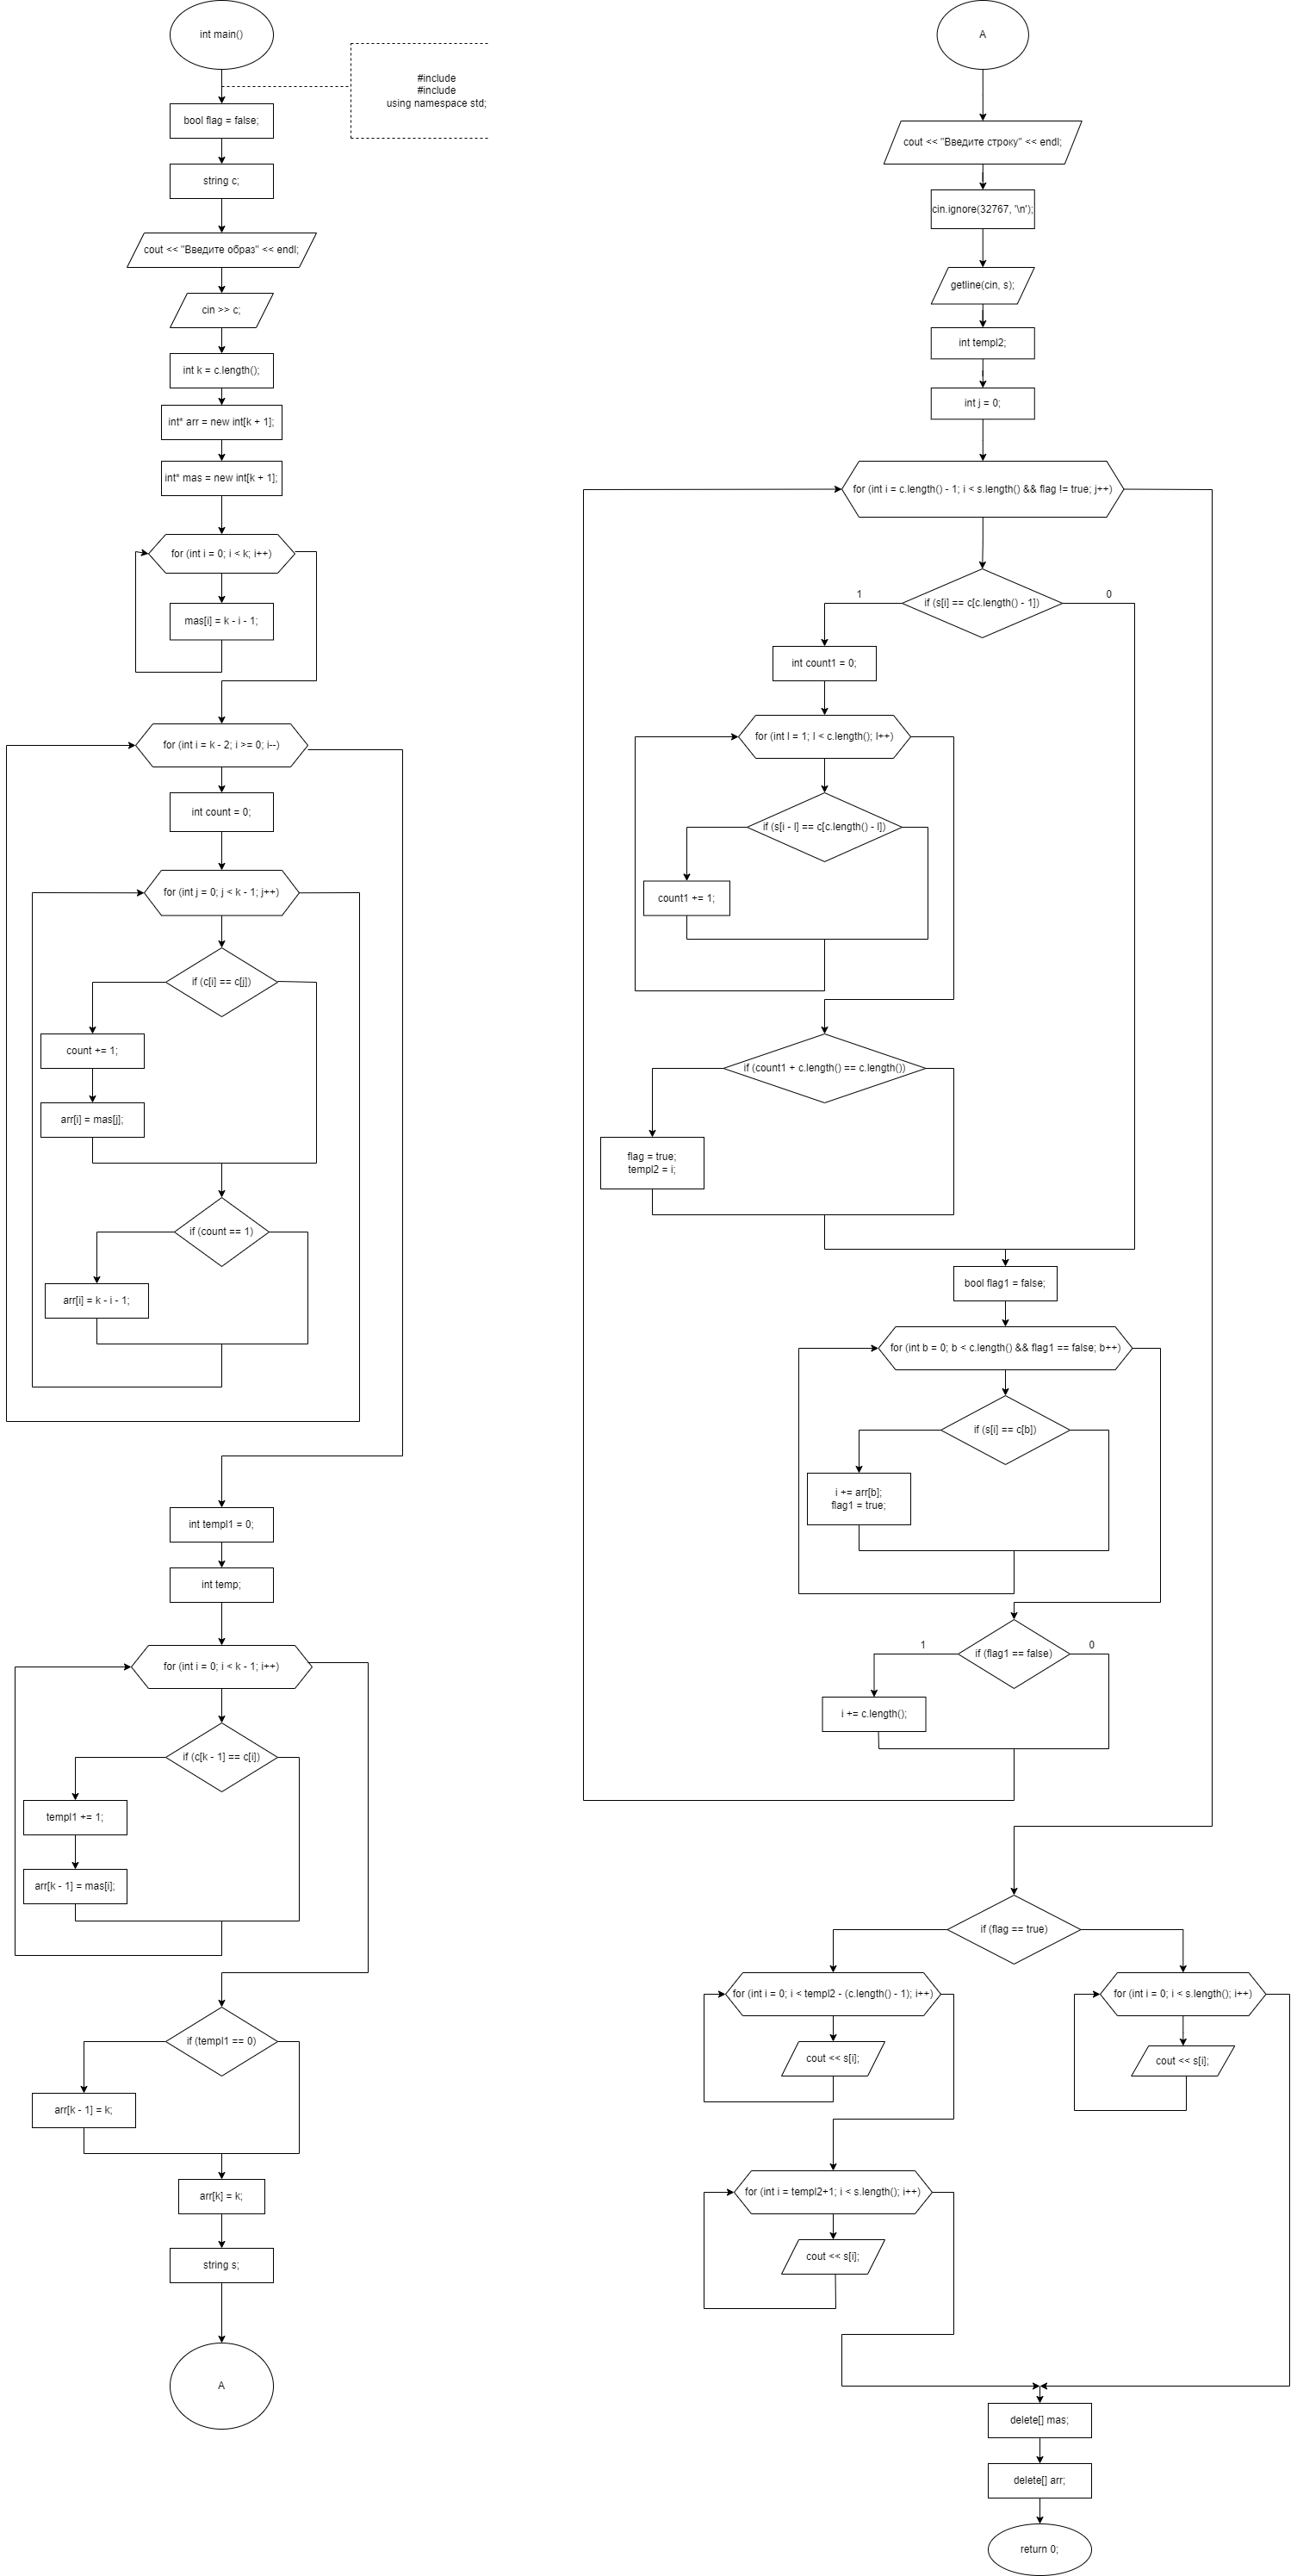 int main()
#include
#include
using namespace std;
bool flag = false;
string c;
cout << "Введите образ" << endl;
cin >> c;
int k = c.length();
int* arr = new int[k + 1];
int* mas = new int[k + 1];
for (int i = 0; i < k; i++)
mas[i] = k - i - 1;
for (int i = k - 2; i >= 0; i--)
int count = 0;
for (int j = 0; j < k - 1; j++)
if (c[i] == c[j])
count += 1;
arr[i] = mas[j];
if (count == 1)
arr[i] = k - i - 1;
int templ1 = 0;
int temp;
for (int i = 0; i < k - 1; i++)
if (c[k - 1] == c[i])
templ1 += 1;
arr[k - 1] = mas[i];
if (templ1 == 0)
arr[k - 1] = k;
arr[k] = k;
string s;
A
A
cout << "Введите строку" << endl;
cin.ignore(32767, '\n');
getline(cin, s);
int templ2;
int j = 0;
for (int i = c.length() - 1; i < s.length() && flag != true; j++)
if (s[i] == c[c.length() - 1])
1
0
int count1 = 0;
for (int l = 1; l < c.length(); l++)
if (s[i - l] == c[c.length() - l])
count1 += 1;
if (count1 + c.length() == c.length())
flag = true;
templ2 = i;
bool flag1 = false;
for (int b = 0; b < c.length() && flag1 == false; b++)
if (s[i] == c[b])
i += arr[b];
flag1 = true;
if (flag1 == false)
1
0
i += c.length();
if (flag == true)
for (int i = 0; i < templ2 - (c.length() - 1); i++)
cout << s[i];
for (int i = templ2+1; i < s.length(); i++)
cout << s[i];
for (int i = 0; i < s.length(); i++)
cout << s[i];
delete[] mas;
delete[] arr;
return 0;